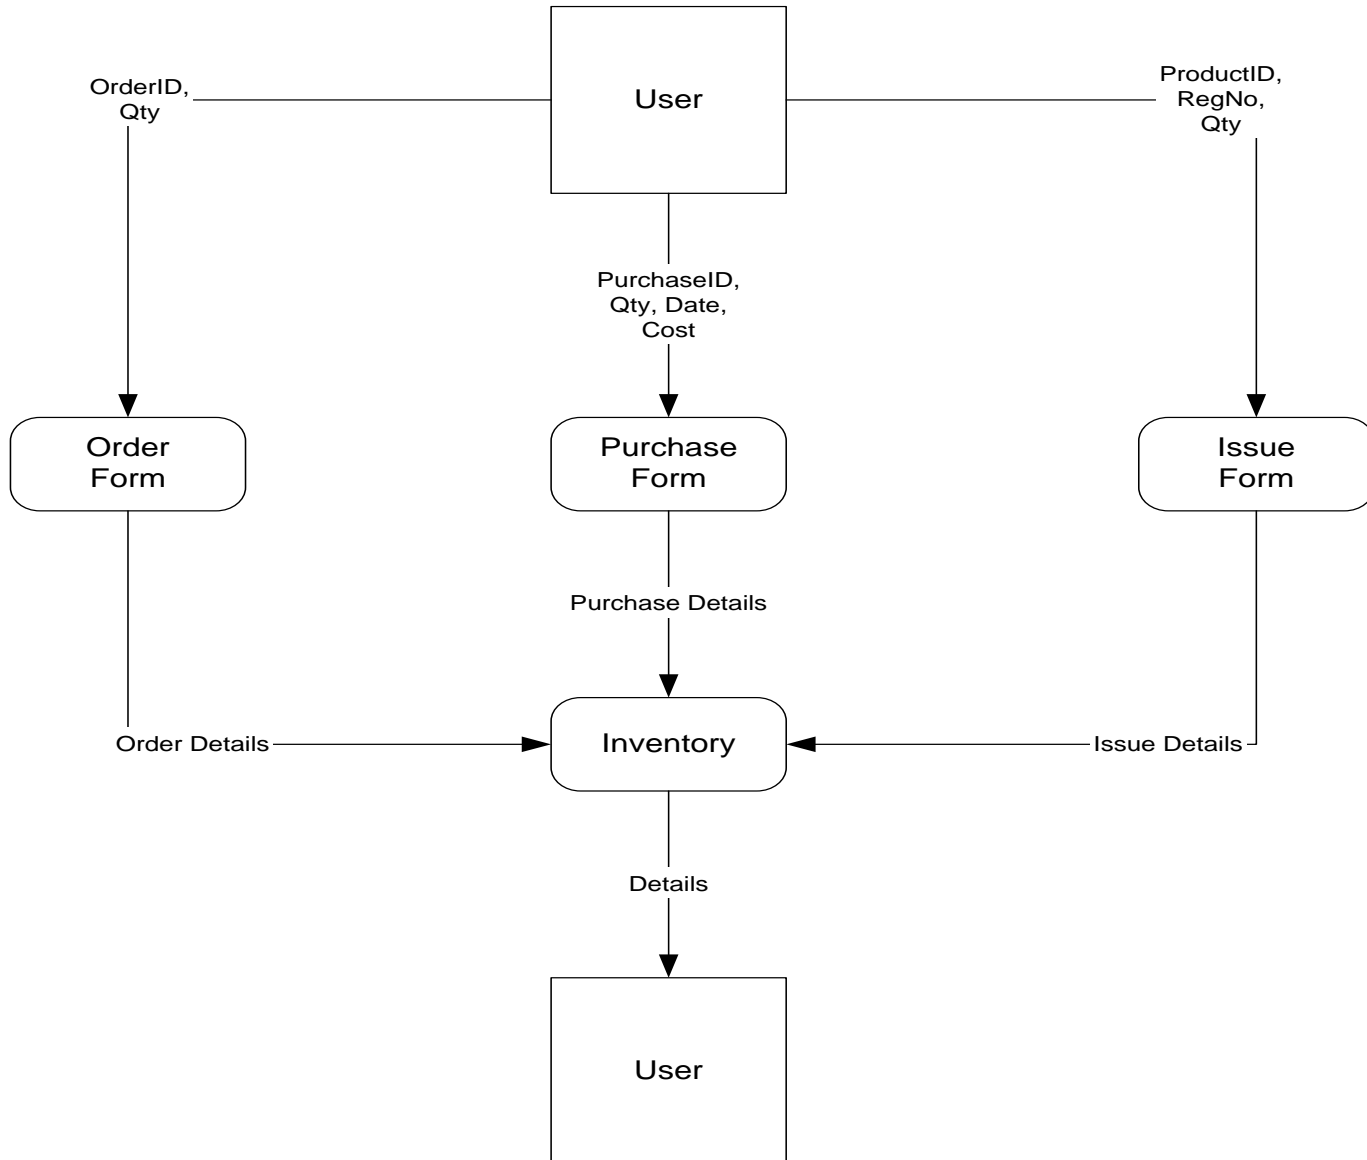 User
OrderID,
Qty
ProductID,
RegNo,
Qty
PurchaseID,
Qty, Date,
Cost
Order
Form
Purchase
Form
Issue
Form
Purchase Details
Order Details
Inventory
Issue Details
Details
User